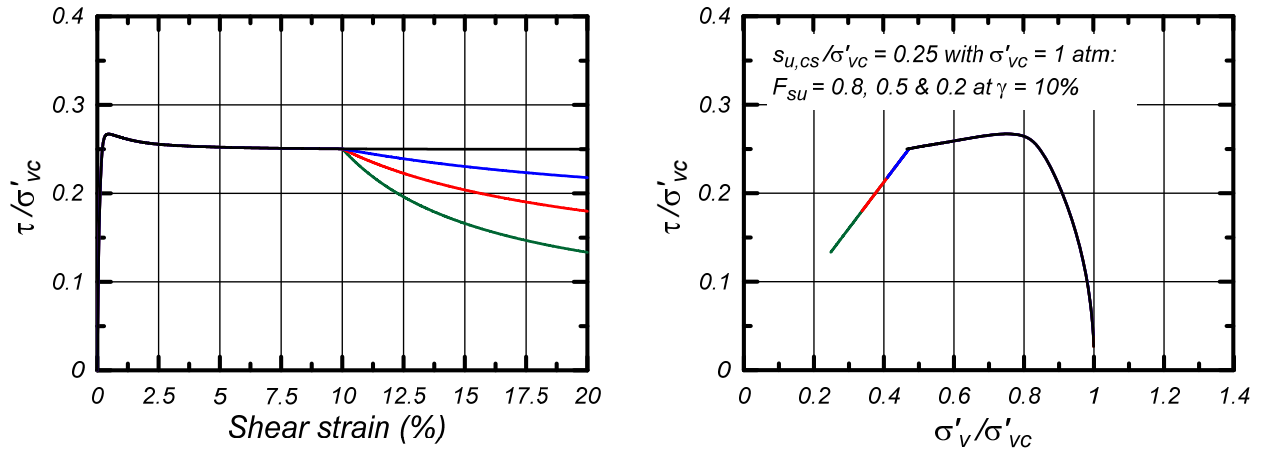 0.4
0.3
0.2
0.1
0
τ/σ'vc
0 2.5 5 7.5 10 12.5 15 17.5 20
Shear strain (%)
0.4
0.3
0.2
0.1
0
τ/σ'vc
su,cs/σ'vc = 0.25 with σ'vc = 1 atm:
Fsu = 0.8, 0.5 & 0.2 at γ = 10%
0 0.2 0.4 0.6 0.8 1 1.2 1.4
σ'v/σ'vc